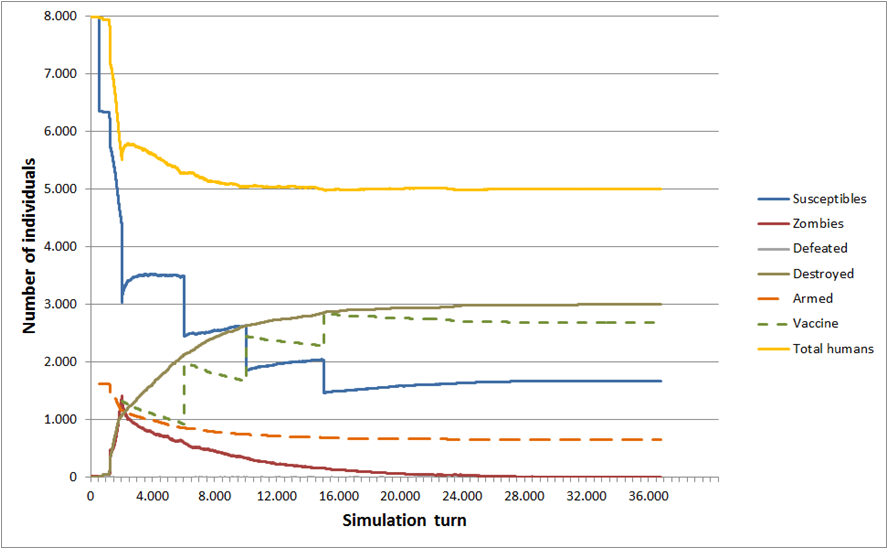 8.000
7.000
6.000
5.000
4.000
3.000
2.000
1.000
0
Number of individuals
0 4.000 8.000 12.000 16.000 20.000 24.000 28.000 32.000 36.000
Simulation turn
Susceptibles
Zombies
Defeated
Destroyed
Armed
Vaccine
Total humans